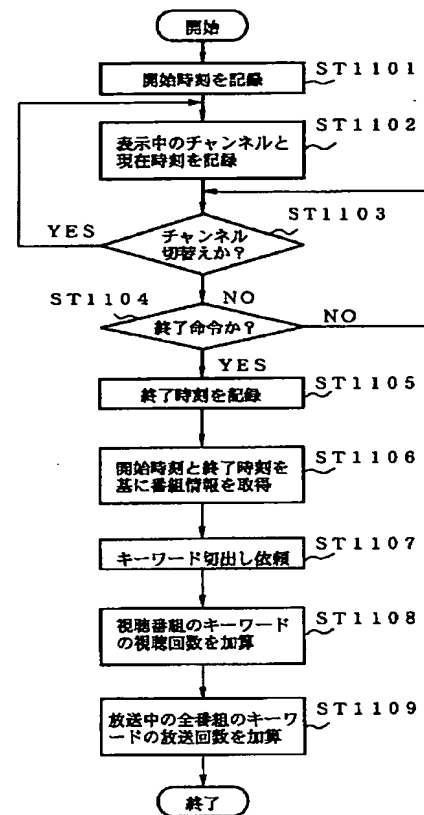 開始
ST1101
開始時刻を記録
ST1102
表示中のチャンネルと
現在時刻を記録
ST1103
YES
チャンネル
切替えか?
ST1104
NO
終了命令か?
NO
YES
ST1105
終了時刻を記録
ST1106
開始時刻と終了時刻を
基に番組情報を取得
ST1107
キーワード切出し依頼
ST1108
視聴番組のキーワード
の視聴回数を加算
ST1109
放送中の全番組のキーワ
ードの放送回数を加算
終了